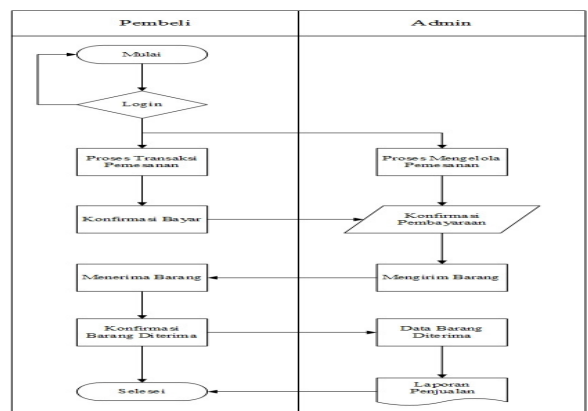 Pembeli
Admin
Mulai
Login
Proses Transaksi
Pemesanan
Proses Mengelola
Pemesanan
Konfirmasi Bayar
Konfirmasi
Pembayaraan
Menerima Barang
Mengirim Barang
Konfirmasi
Barang Diterima
Data Barang
Diterima
Selesei
Laporan
Penjualan